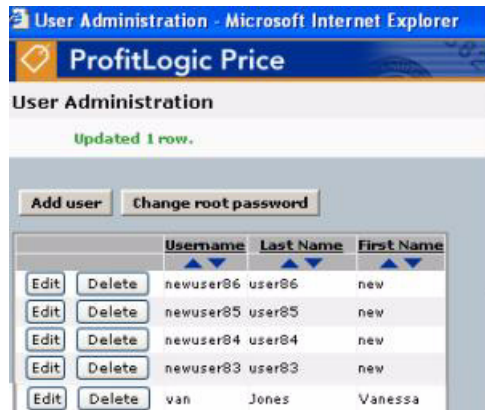 User Administration - Microsoft Internet Explorer
ProfitLogic Price
User Administration
Updated 1 row.
Add user Change root password
Username Last Name First Name
Edit Delete newuser86 user86 new
Edit Delete newuser85 user85 new
Edit Delete newuser84 user84 new
Edit Delete newuser83 user83 new
Edit Delete van Jones Vanessa